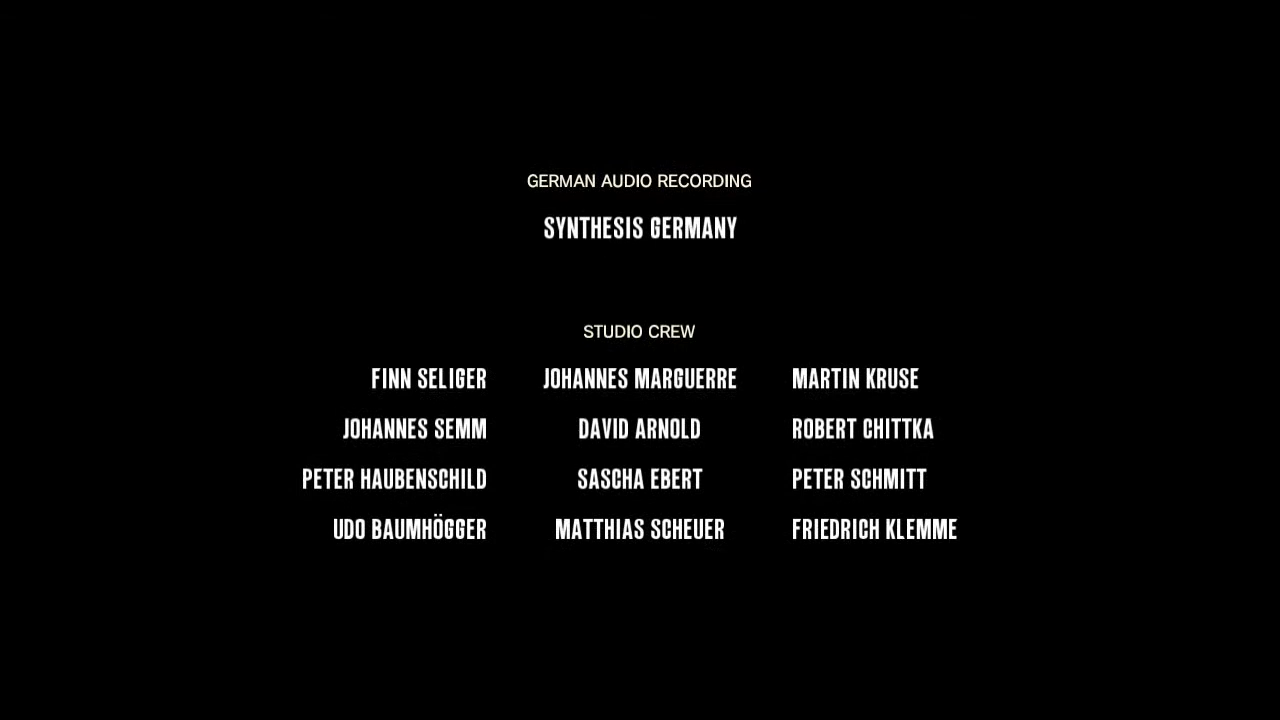 GERMAN AUDIO RECORDING
SYNTHESIS GERMANY
STUDIO CREW
FINN SELIGER JOHANNES MARGUERRE MARTIN KRUSE
JOHANNES SEMM DAVID ARNOLD ROBERT CHITTKA
PETER HAUBENSCHILD SASCHA EBERT PETER SCHMITT
UDO BAUMHÖGGER MATTHIAS SCHEUER FRIEDRICH KLEMME